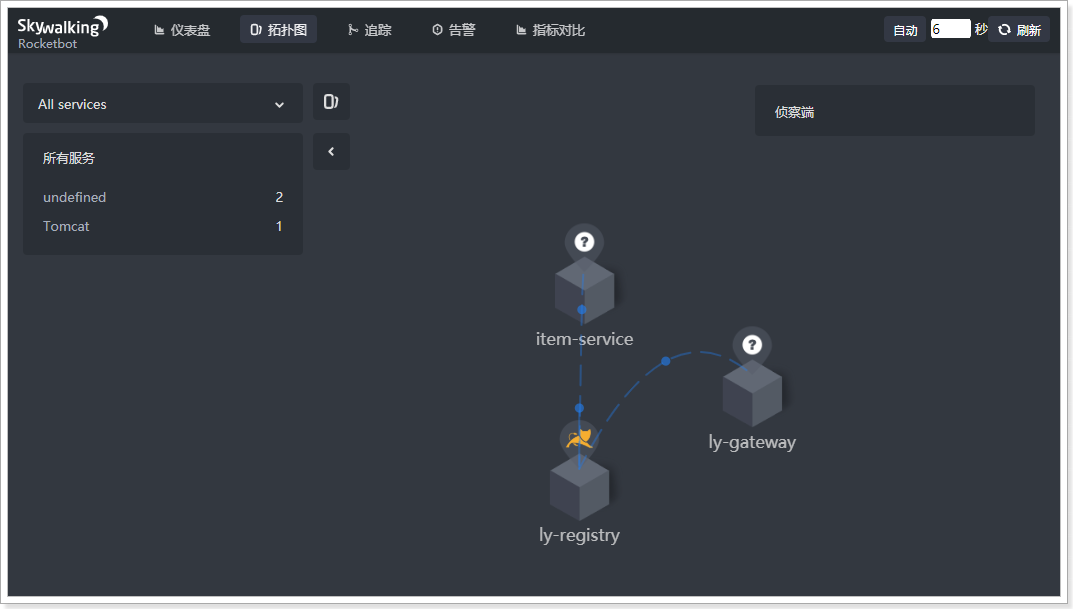 Skywalking
Rocketbot
仪表盘
拓扑图
追踪
告警
指标对比
自动
6
秒
刷新
All services
侦察端
所有服务
undefined 2
Tomcat 1
?
item-service
?
ly-gateway
ly-registry